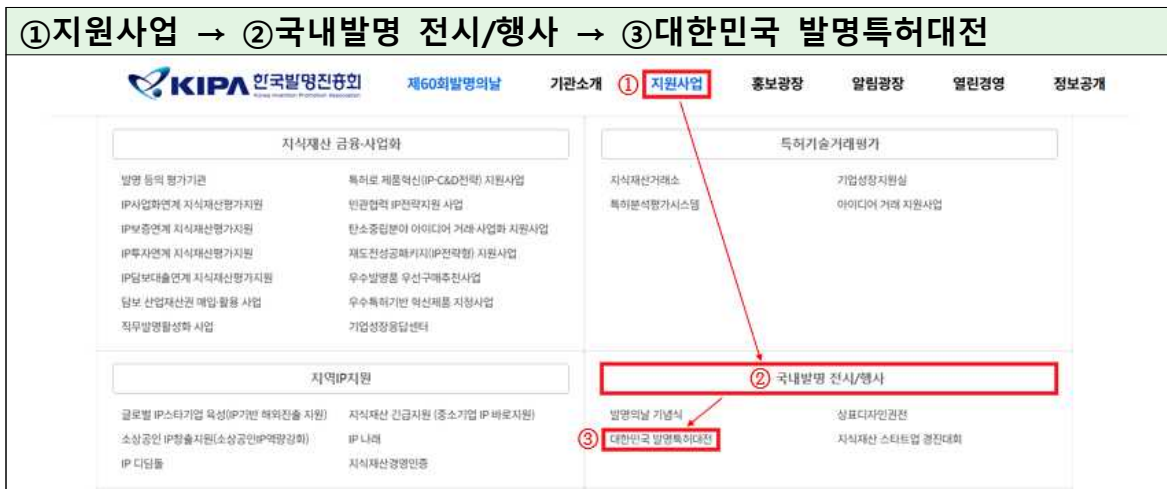 ①지원사업 → ②국내발명 전시/행사 → ③대한민국 발명특허대전
KIPA 한국발명진흥회 제60회발명의날 기관소개 ① 지원사업 홍보광장 알림광장 열린경영 정보공개
Korea Invention Promotion Association
지식재산 금융·사업화 특허기술거래평가
발명 등의 평가기관 특허로 제품혁신(IP-C&D전략) 지원사업 지식재산거래소 기업성장지원실
IP사업화연계 지식재산평가지원 민관협력 IP전략지원 사업 특허분석평가시스템 아이디어 거래 지원사업
IP보증연계 지식재산평가지원 탄소중립분야 아이디어 거래·사업화 지원사업
IP투자연계 지식재산평가지원 재도전성공패키지(IP전략형) 지원사업
IP담보대출연계 지식재산평가지원 우수발명품 우선구매추천사업
담보 산업재산권 매입·활용 사업 우수특허기반 혁신제품 지정사업
직무발명활성화 사업 기업성장응답센터
지역IP지원 ② 국내발명 전시/행사
글로벌 IP스타기업 육성(IP기반 해외진출 지원) 지식재산 긴급지원 (중소기업 IP 바로지원) 발명의날 기념식 상표디자인권전
소상공인 IP창출지원(소상공인IP역량강화) IP 나래 ③ 대한민국 발명특허대전 지식재산 스타트업 경진대회
IP 디딤돌 지식재산경영인증